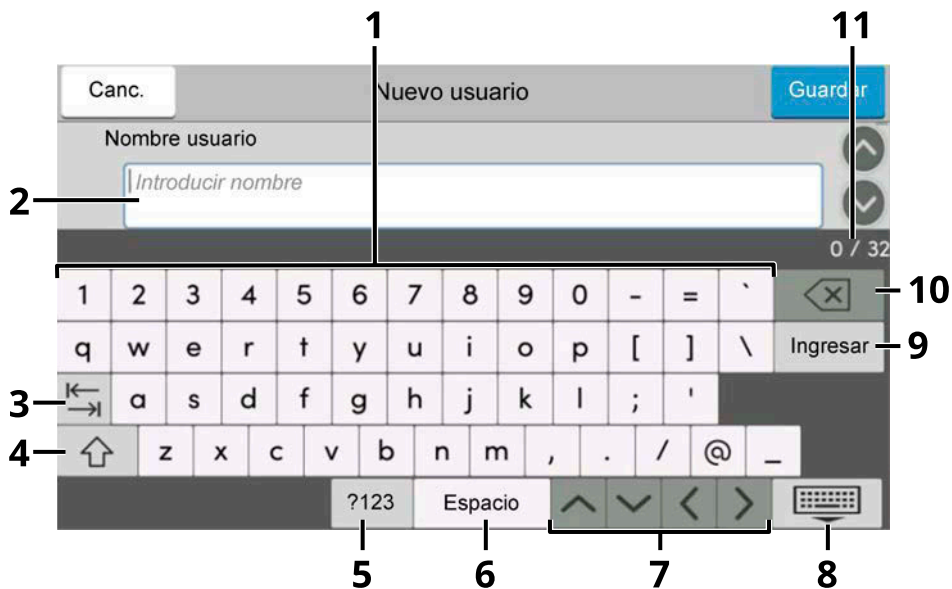 1 11
Canc. Nuevo usuario Guardar
Nombre usuario
Introducir nombre
2
0 / 32
1 2 3 4 5 6 7 8 9 0 - = ` 10
q w e r t y u i o p [ ] \ Ingresar 9
3 a s d f g h j k l ; '
4 z x c v b n m , . / @ _
?123 Espacio
5 6 7 8